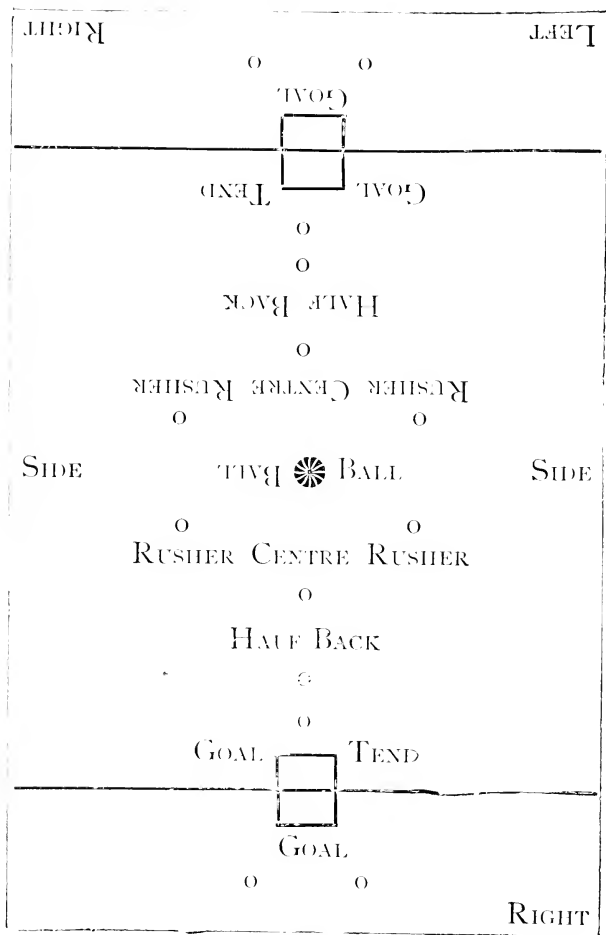 RIGHT LEFT
GOAL
GOAL TEND
HALF BACK
RUSHER CENTRE RUSHER
SIDE BALL BALL SIDE
RUSHER CENTRE RUSHER
HALF BACK
GOAL TEND
GOAL
RIGHT